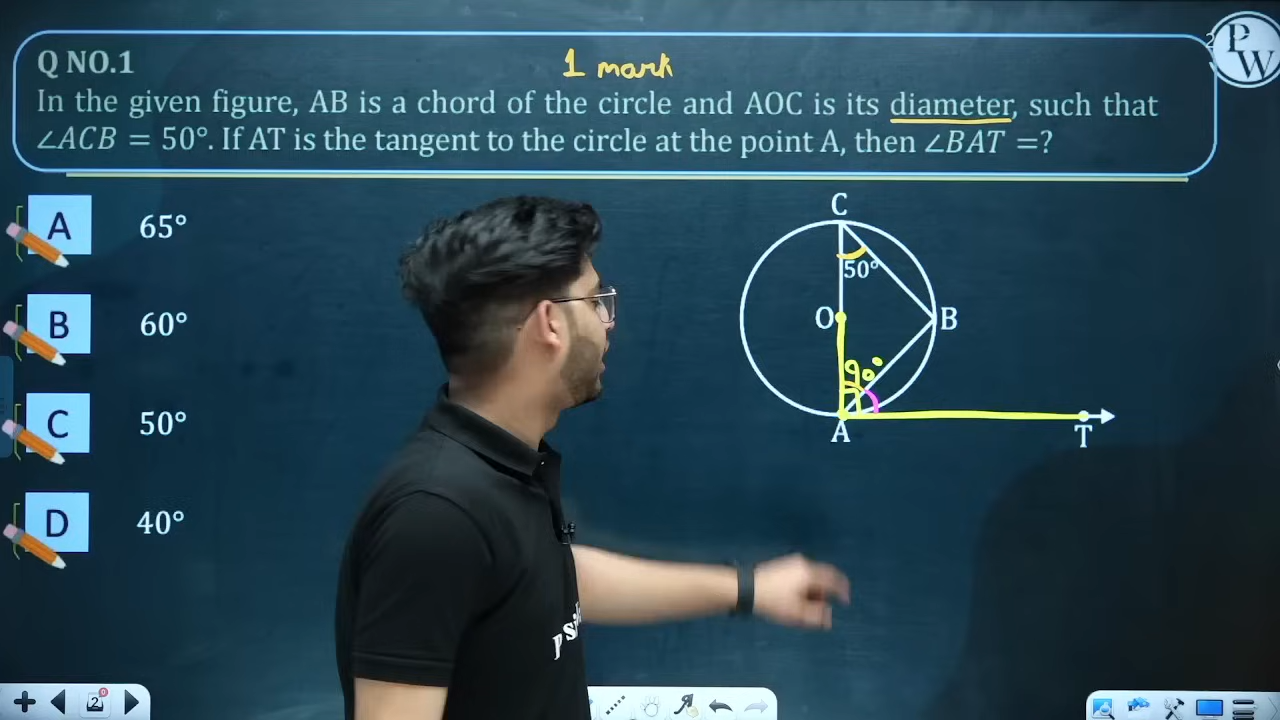 Q NO.1
1 mark
In the given figure, AB is a chord of the circle and AOC is its diameter, such that
∠ACB = 50°. If AT is the tangent to the circle at the point A, then ∠BAT =?
PW
A 65°
B 60°
C 50°
D 40°
C
50°
O
B
90°
A
T
2